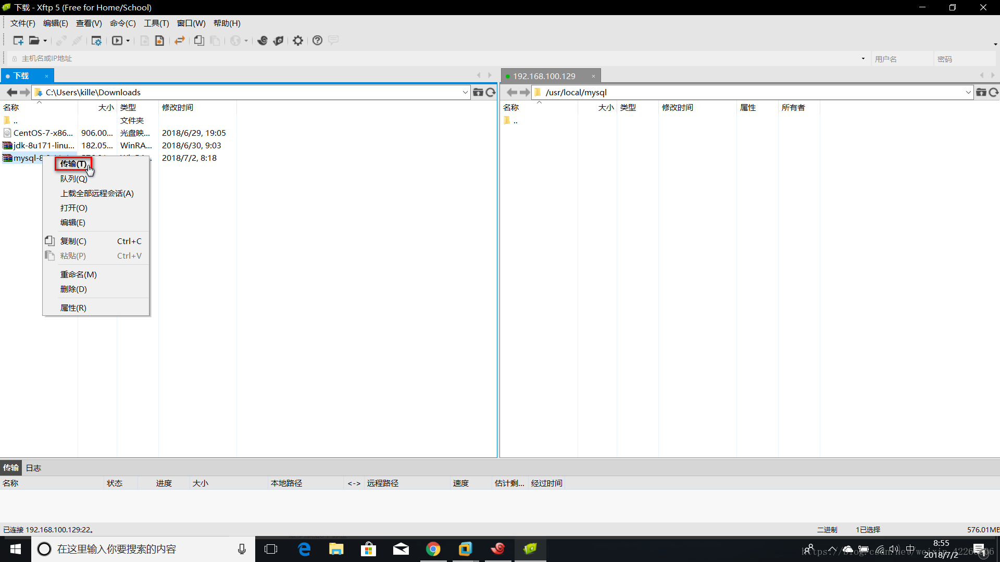 下载 - Xftp 5 (Free for Home/School)
文件(F) 编辑(E) 查看(V) 命令(C) 工具(T) 窗口(W) 帮助(H)
主机名或IP地址 用户名 密码
下载 192.168.100.129
C:\Users\kille\Downloads /usr/local/mysql
名称 大小 类型 修改时间 名称 大小 类型 修改时间 属性 所有者
.. 文件夹 ..
CentOS-7-x86... 906.00... 光盘映... 2018/6/29, 19:05
jdk-8u171-linu... 182.05... WinRA... 2018/6/30, 9:03
mysql-8 2018/7/2, 8:18
传输(T)
队列(Q)
上载全部远程会话(A)
打开(O)
编辑(E)
复制(C) Ctrl+C
粘贴(P) Ctrl+V
重命名(M)
删除(D)
属性(R)
传输 日志
名称 状态 进度 大小 本地路径 <-> 远程路径 速度 估计剩... 经过时间
已连接 192.168.100.129:22。 二进制 1已选择 576.01MB
在这里输入你要搜索的内容 中 8:55
2018/7/2 1
https://blog.csdn.net/weixin_42266606